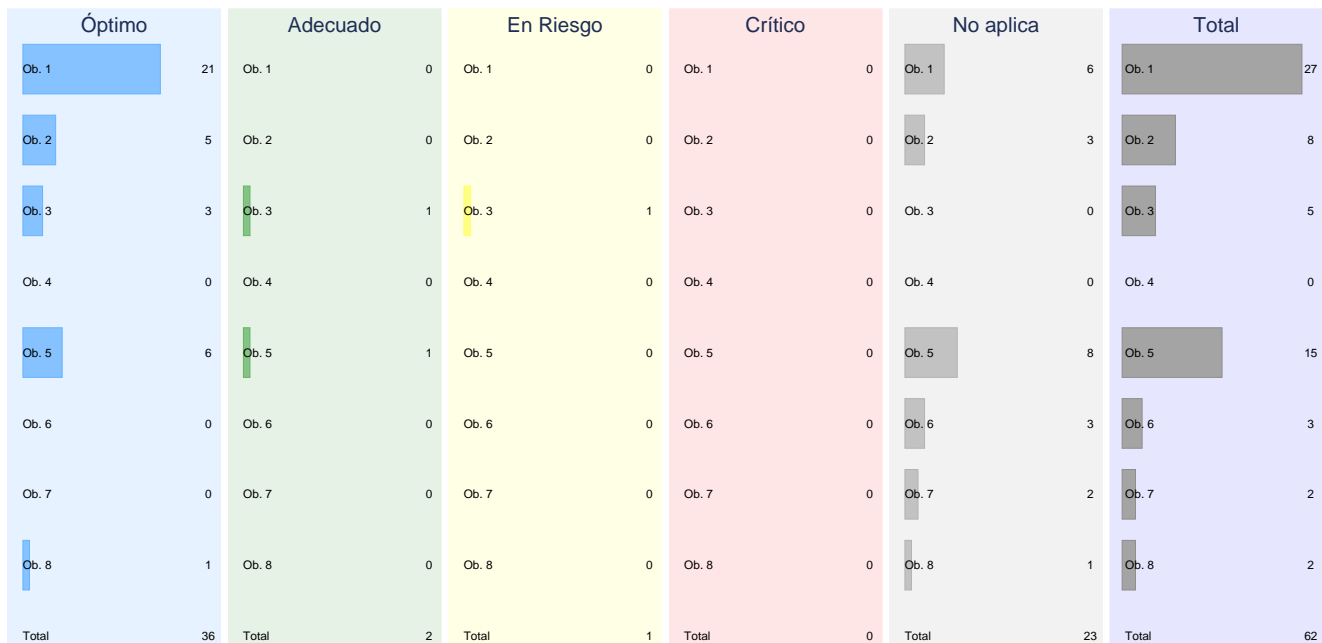 Óptimo Adecuado En Riesgo Crítico No aplica Total
Ob. 1 21 Ob. 1 0 Ob. 1 0 Ob. 1 0 Ob. 1 6 Ob. 1 27
Ob. 2 5 Ob. 2 0 Ob. 2 0 Ob. 2 0 Ob. 2 3 Ob. 2 8
Ob. 3 3 Ob. 3 1 Ob. 3 1 Ob. 3 0 Ob. 3 0 Ob. 3 5
Ob. 4 0 Ob. 4 0 Ob. 4 0 Ob. 4 0 Ob. 4 0 Ob. 4 0
Ob. 5 6 Ob. 5 1 Ob. 5 0 Ob. 5 0 Ob. 5 8 Ob. 5 15
Ob. 6 0 Ob. 6 0 Ob. 6 0 Ob. 6 0 Ob. 6 3 Ob. 6 3
Ob. 7 0 Ob. 7 0 Ob. 7 0 Ob. 7 0 Ob. 7 2 Ob. 7 2
Ob. 8 1 Ob. 8 0 Ob. 8 0 Ob. 8 0 Ob. 8 1 Ob. 8 2
Total 36 Total 2 Total 1 Total 0 Total 23 Total 62